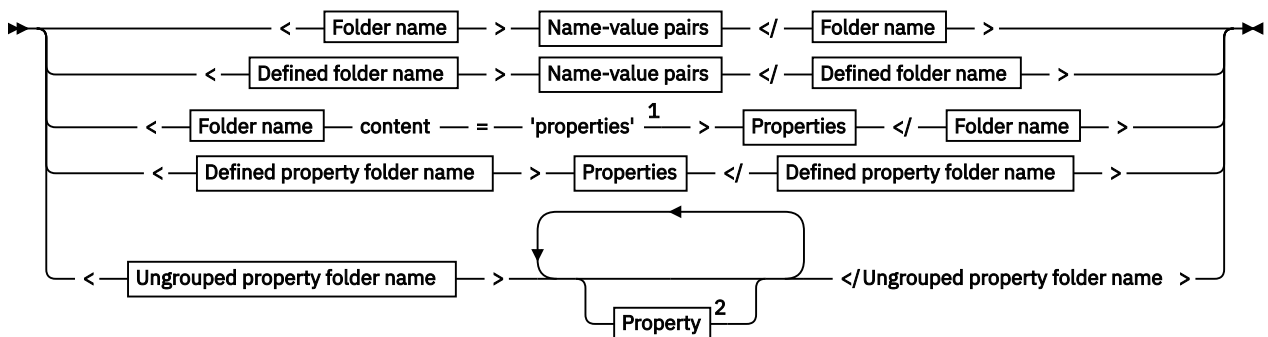 < Folder name > Name-value pairs </ Folder name >
< Defined folder name > Name-value pairs </ Defined folder name >
< Folder name content = 'properties' 1 > Properties </ Folder name >
< Defined property folder name > Properties </ Defined property folder name >
< Ungrouped property folder name > </ Ungrouped property folder name >
Property 2